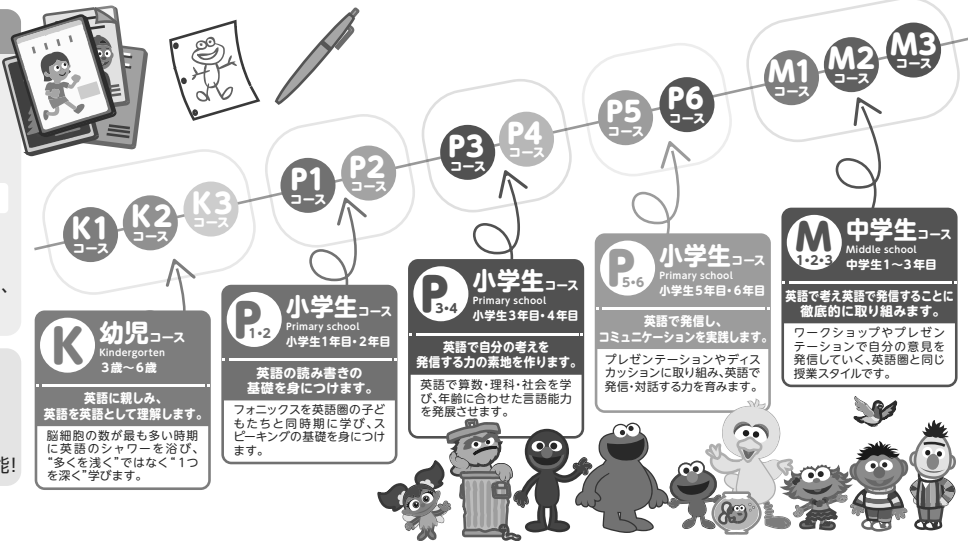 K1
コース
K2
コース
K3
コース
P1
コース
P2
コース
P3
コース
P4
コース
P5
コース
P6
コース
M1
コース
M2
コース
M3
コース
K
幼児コース
Kindergorten
3歳〜6歳
英語に親しみ、
英語を英語として理解します。
脳細胞の数が最も多い時期
に英語のシャワーを浴び、
“多くを浅く”ではなく“1つ
を深く”学びます。
P1・2
小学生コース
Primary school
小学生1年目・2年目
英語の読み書きの
基礎を身につけます。
フォニックスを英語圏の子ど
もたちと同時期に学び、ス
ピーキングの基礎を身につけ
ます。
P3・4
小学生コース
Primary school
小学生3年目・4年目
英語で自分の考えを
発信する力の素地を作ります。
英語で算数・理科・社会を学
び、年齢に合わせた言語能力
を発展させます。
P5・6
小学生コース
Primary school
小学生5年目・6年目
英語で発信し、
コミュニケーションを実践します。
プレゼンテーションやディス
カッションに取り組み、英語で
発信・対話する力を育みます。
M1・2・3
中学生コース
Middle school
中学生1〜3年目
英語で考え英語で発信することに
徹底的に取り組みます。
ワークショップやプレゼン
テーションで自分の意見を
発信していく、英語圏と同じ
授業スタイルです。
、
能!